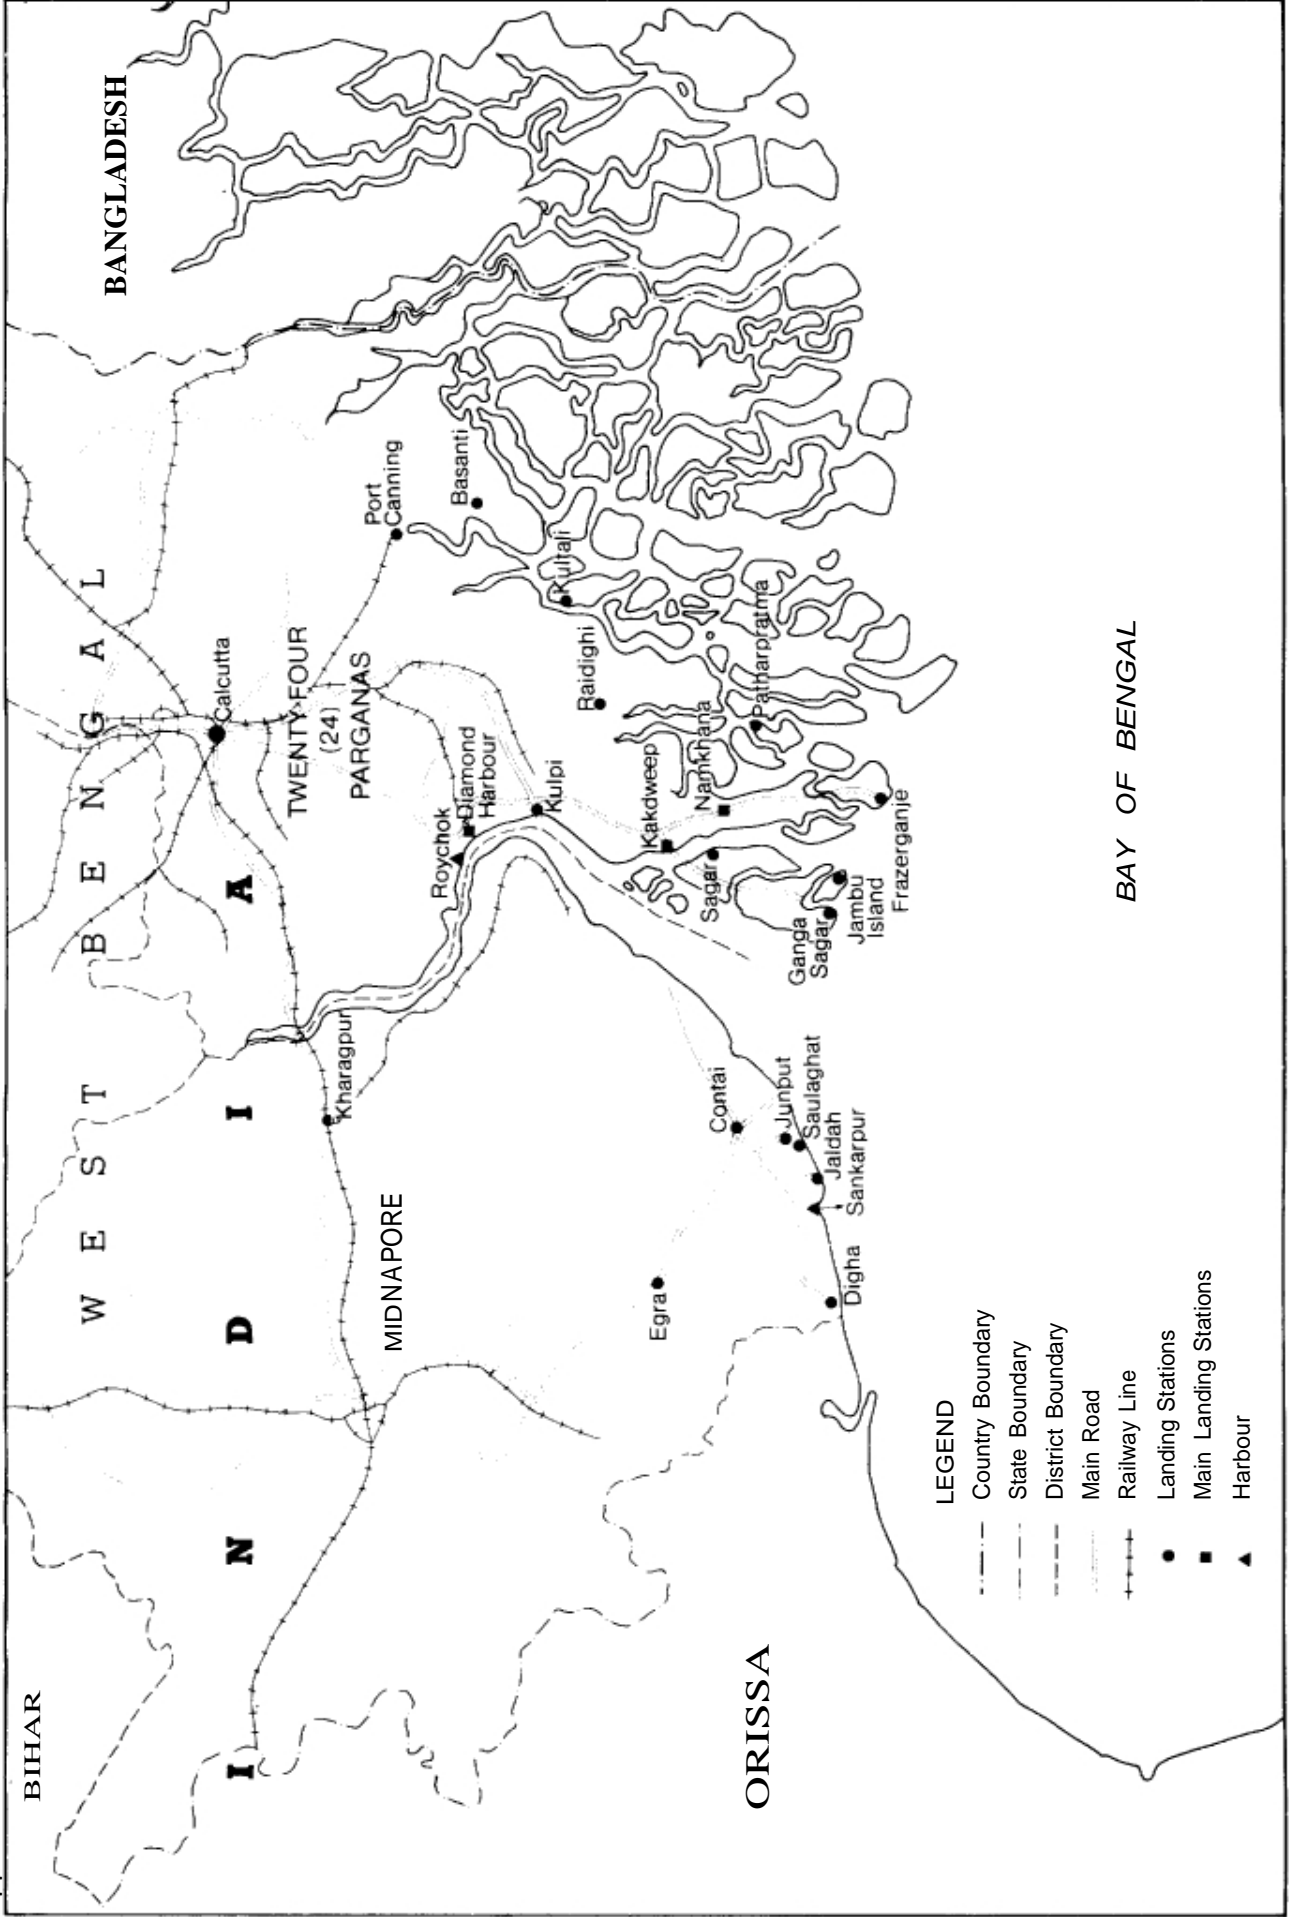 BIHAR
WEST BENGAL
BANGLADESH
INDIA
Calcutta
TWENTY FOUR
(24)
PARGANAS
Port
Canning
Basanti
Kharagpur
MIDNAPORE
Roychok
Diamond
Harbour
Kulpi
Kultali
Raidighi
Egra
Kakdweep
Namkhana
Patharpratma
Sagar
Contai
Junput
Saulaghat
Jaldah
Sankarpur
Digha
Ganga
Sagar
Jambu
Island
Frazerganje
ORISSA
BAY OF BENGAL
LEGEND
Country Boundary
State Boundary
District Boundary
Main Road
Railway Line
Landing Stations
Main Landing Stations
Harbour